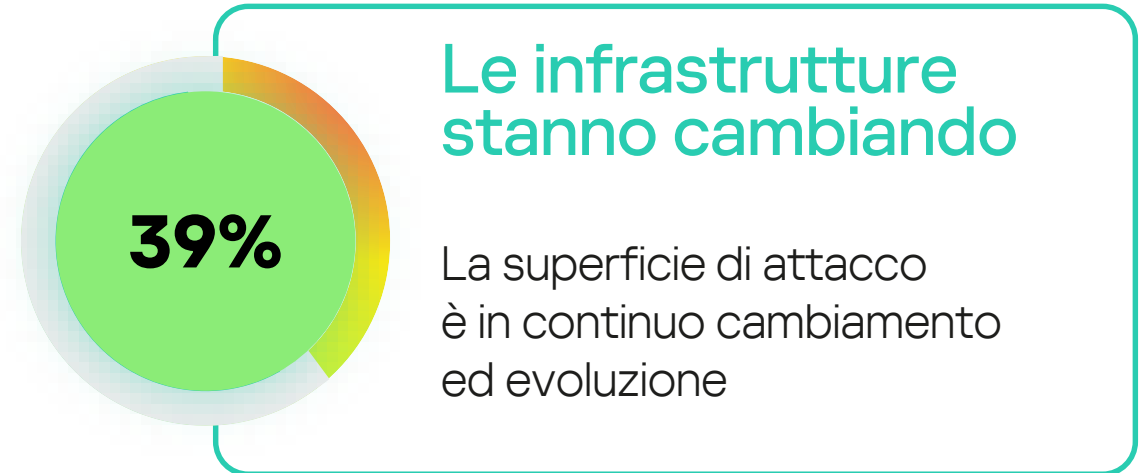 39%
Le infrastrutture
stanno cambiando
La superficie di attacco
è in continuo cambiamento
ed evoluzione